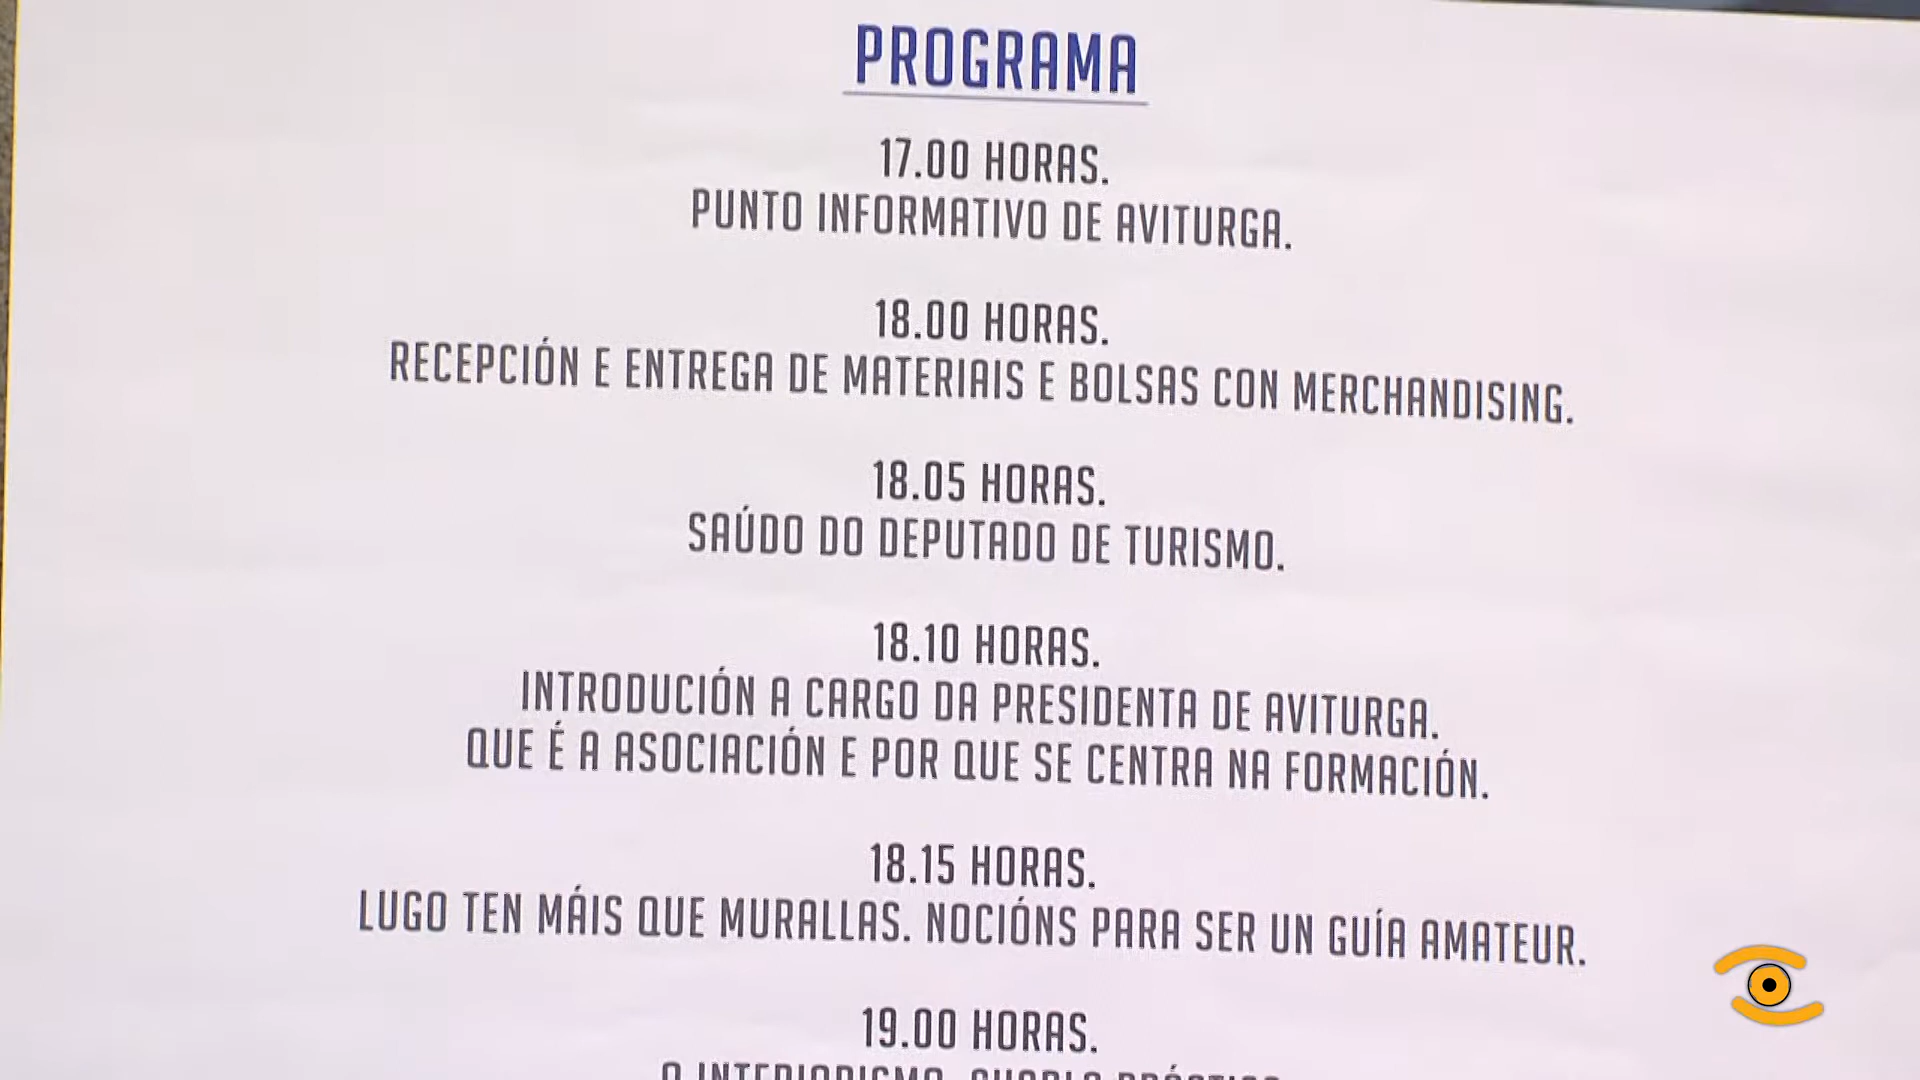 PROGRAMA
17.00 HORAS.
PUNTO INFORMATIVO DE AVITURGA.
18.00 HORAS.
RECEPCIÓN E ENTREGA DE MATERIAIS E BOLSAS CON MERCHANDISING.
18.05 HORAS.
SAÚDO DO DEPUTADO DE TURISMO.
18.10 HORAS.
INTRODUCIÓN A CARGO DA PRESIDENTA DE AVITURGA.
QUE É A ASOCIACIÓN E POR QUE SE CENTRA NA FORMACIÓN.
18.15 HORAS.
LUGO TEN MÁIS QUE MURALLAS. NOCIÓNS PARA SER UN GUÍA AMATEUR.
19.00 HORAS.
O INTERIORISMO.